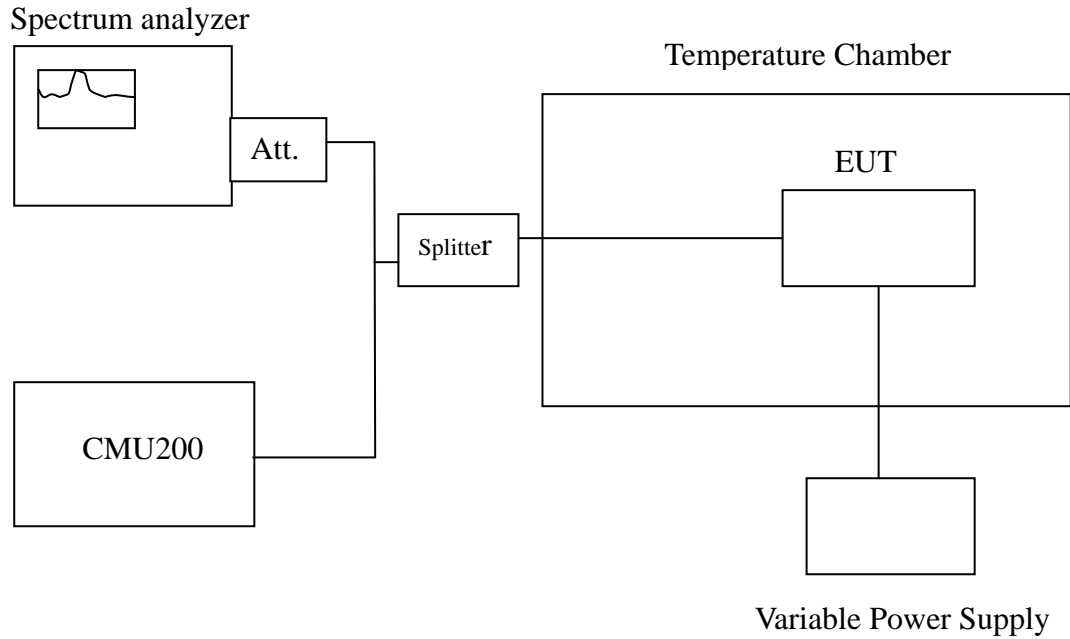 Spectrum analyzer
Temperature Chamber
Att.
EUT
Splitter
CMU200
Variable Power Supply